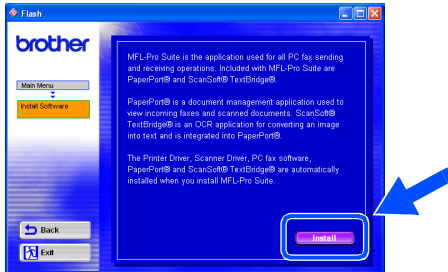 Flash
brother
Main Menu
Install Software
MFL-Pro Suite is the application used for all PC fax sending
and receiving operations. Included with MFL-Pro Suite are
PaperPort® and ScanSoft® TextBridge®.
PaperPort® is a document management application used to
view incoming faxes and scanned documents. ScanSoft®
TextBridge® is an OCR application for converting an image
into text and is integrated into PaperPort®.
The Printer Driver, Scanner Driver, PC fax software,
PaperPort® and ScanSoft® TextBridge® are automatically
installed when you install MFL-Pro Suite.
Back
Install
Exit